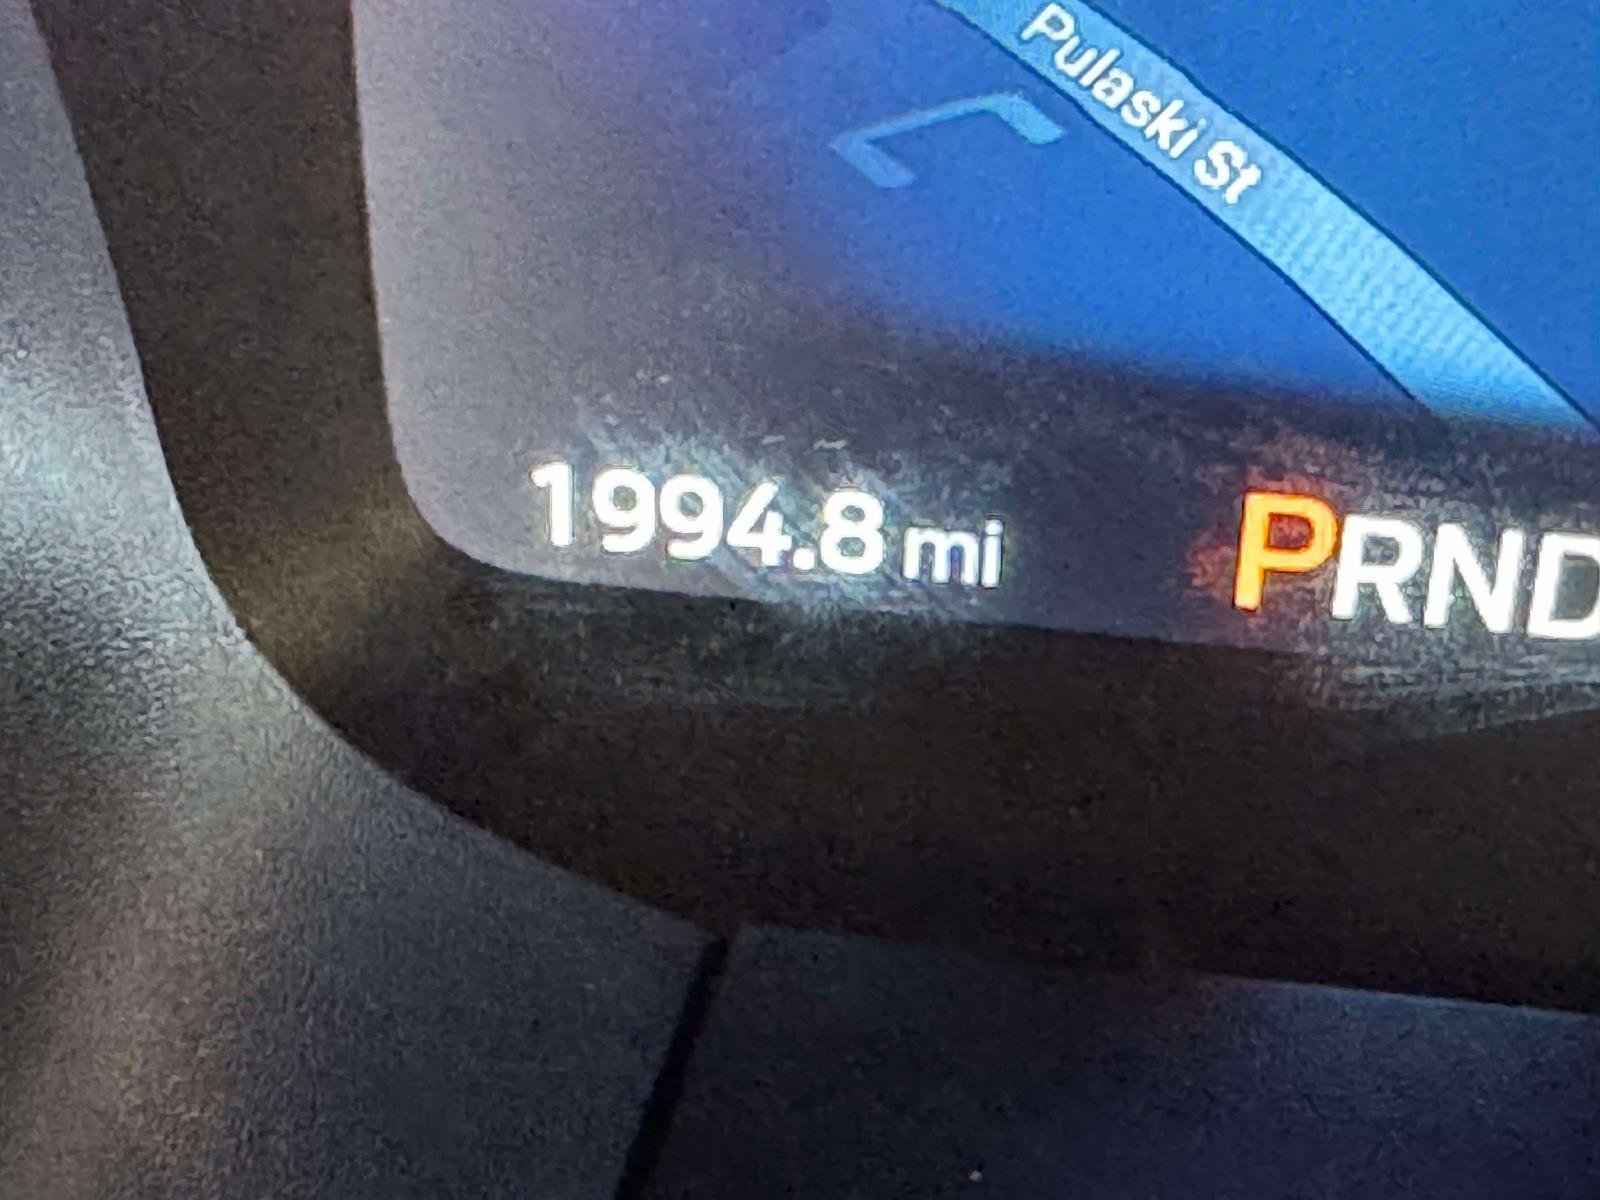 Pulaski St
1994.8 mi
PRND